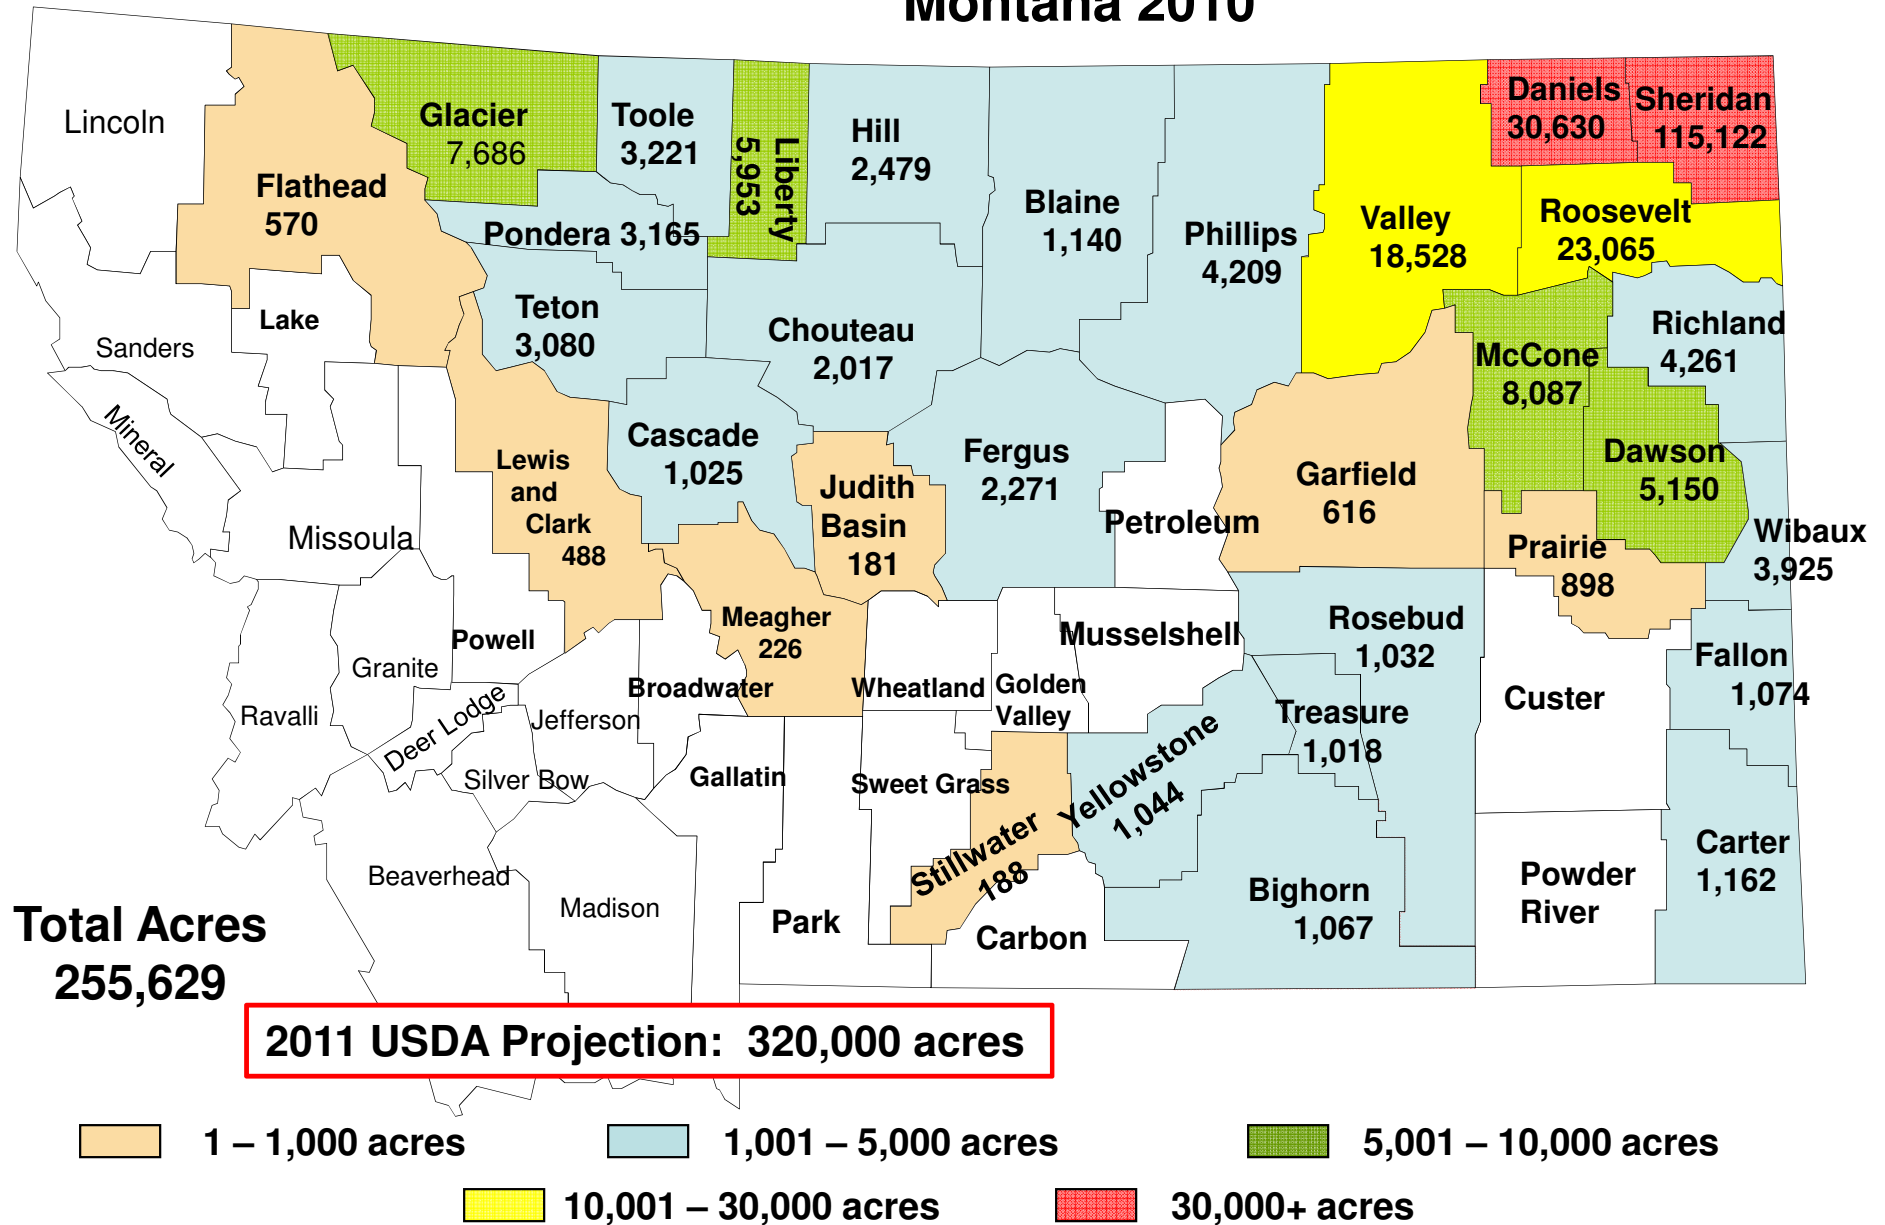 Montana 2010
Lincoln
Flathead
570
Glacier
7,686
Toole
3,221
Liberty
5,953
Hill
2,479
Blaine
1,140
Phillips
4,209
Valley
18,528
Daniels
30,630
Sheridan
115,122
Roosevelt
23,065
Pondera 3,165
Teton
3,080
Chouteau
2,017
Lake
Sanders
Mineral
Missoula
Lewis
and
Clark
488
Cascade
1,025
Judith
Basin
181
Fergus
2,271
Petroleum
Garfield
616
McCone
8,087
Richland
4,261
Dawson
5,150
Wibaux
3,925
Prairie
898
Fallon
1,074
Powell
Granite
Ravalli
Deer Lodge
Silver Bow
Jefferson
Broadwater
Meagher
226
Wheatland
Golden
Valley
Musselshell
Rosebud
1,032
Treasure
1,018
Custer
Gallatin
Sweet Grass
Stillwater
188
Yellowstone
1,044
Bighorn
1,067
Powder
River
Carter
1,162
Beaverhead
Madison
Park
Carbon
Total Acres
255,629
2011 USDA Projection: 320,000 acres
1 – 1,000 acres
1,001 – 5,000 acres
5,001 – 10,000 acres
10,001 – 30,000 acres
30,000+ acres